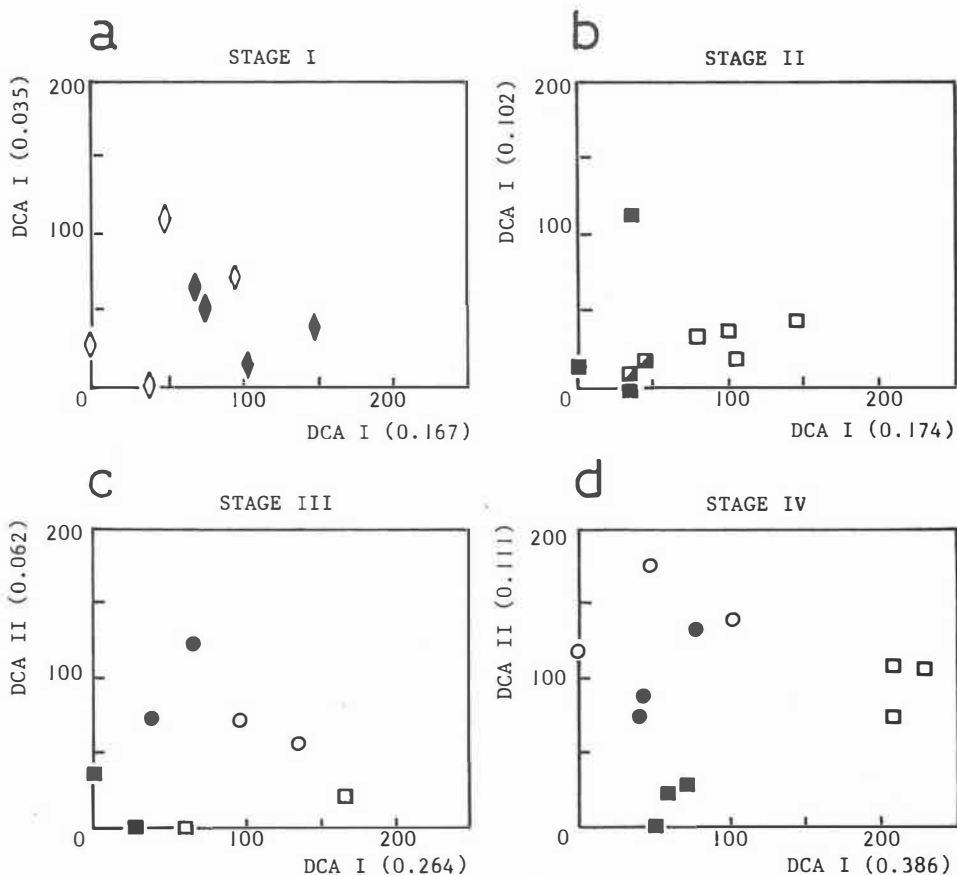 a
STAGE I
DCA I (0.035)
200
100
0
100
200
DCA I (0.167)
b
STAGE II
DCA I (0.102)
200
100
0
100
200
DCA I (0.174)
c
STAGE III
DCA II (0.062)
200
100
0
100
200
DCA I (0.264)
d
STAGE IV
DCA II (0.111)
200
100
0
100
200
DCA I (0.386)